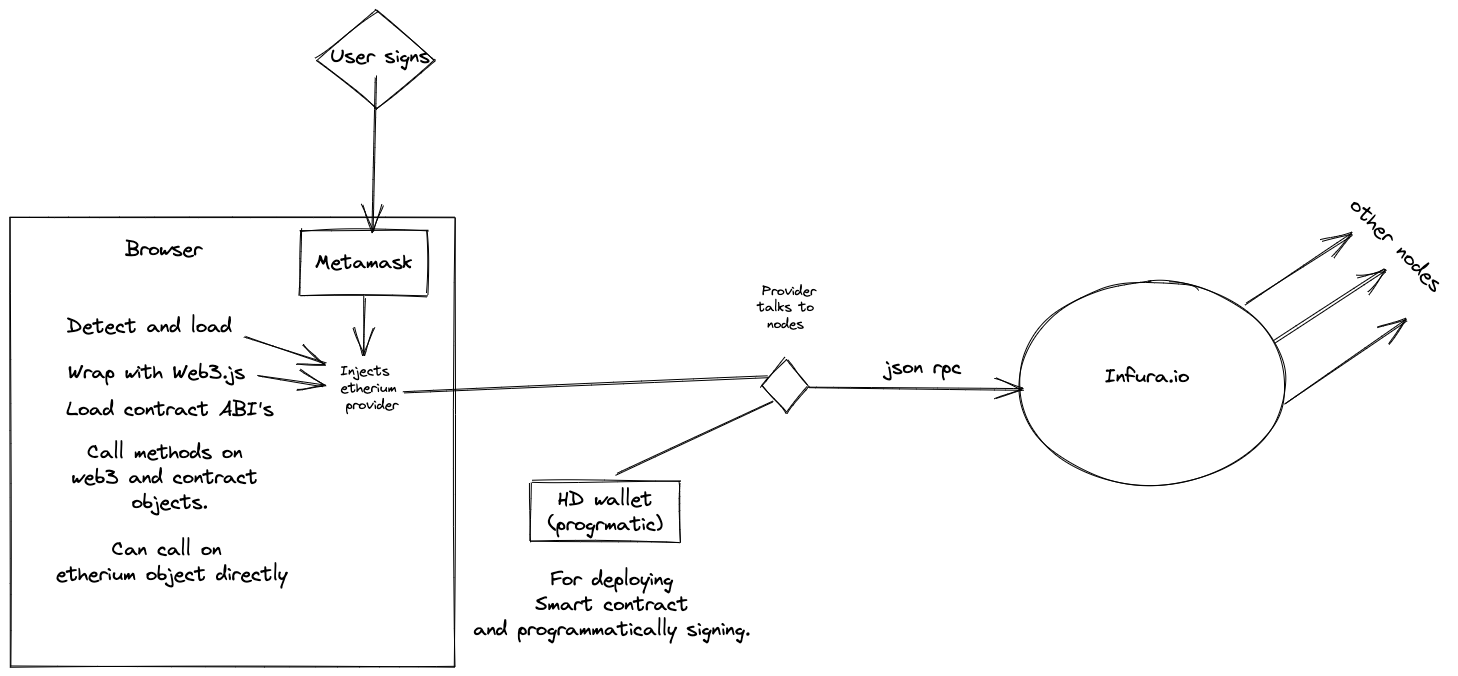 User signs
Browser
Metamask
Detect and load
Wrap with Web3.js
Load contract ABI's
Call methods on
web3 and contract
objects.
Can call on
etherium object directly
Injects
etherium
provider
Provider
talks to
nodes
HD wallet
(progrmatic)
For deploying
Smart contract
and programmatically signing.
json rpc
Infura.io
other nodes